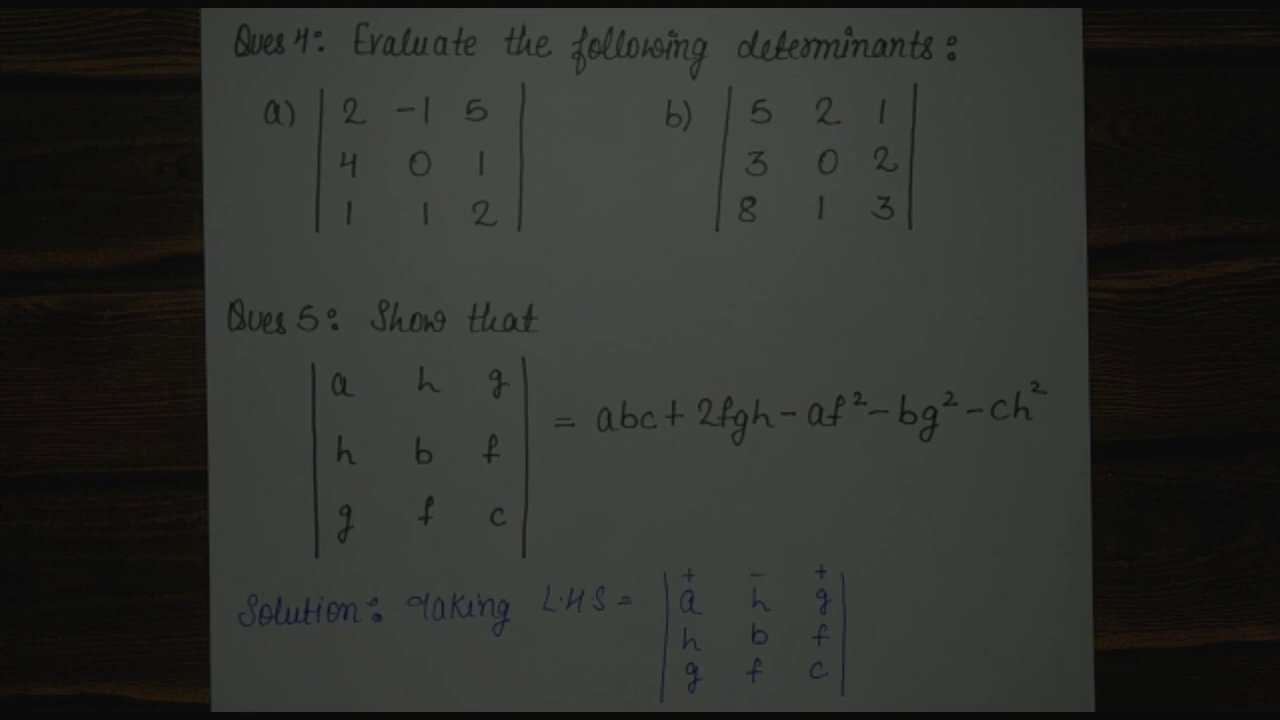 Ques 4: Evaluate the following determinants:
a) | 2 -1 5 | b) | 5 2 1 |
| 4 0 1 | | 3 0 2 |
| 1 1 2 | | 8 1 3 |
Ques 5: Show that
| a h g |
| h b f | = abc + 2fgh - af² - bg² - ch²
| g f c |
+ - +
Solution: Taking L.H.S = | a h g |
| h b f |
| g f c |